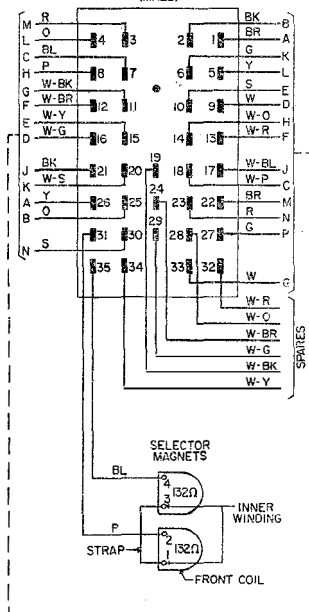 M R BK B
L O 4 3 2 1 BR A
C BL G K
H P 8 7 6 5 Y L
G W-BK S E
F W-BR 12 11 10 9 W D
E W-Y W-O H
D W-G 16 15 14 13 W-R F
19
J BK 21 20 18 17 W-BL J
K W-S 24 W-P C
A Y 26 25 23 22 BR M
B O 29 R N
31 30 28 27 G P
N S
35 34 33 32
W G
W-R
W-O
W-BR
W-G
W-BK
W-Y
SPARES
SELECTOR
MAGNETS
BL 4
3 132Ω
INNER
WINDING
P 2 132Ω
STRAP 1
FRONT COIL